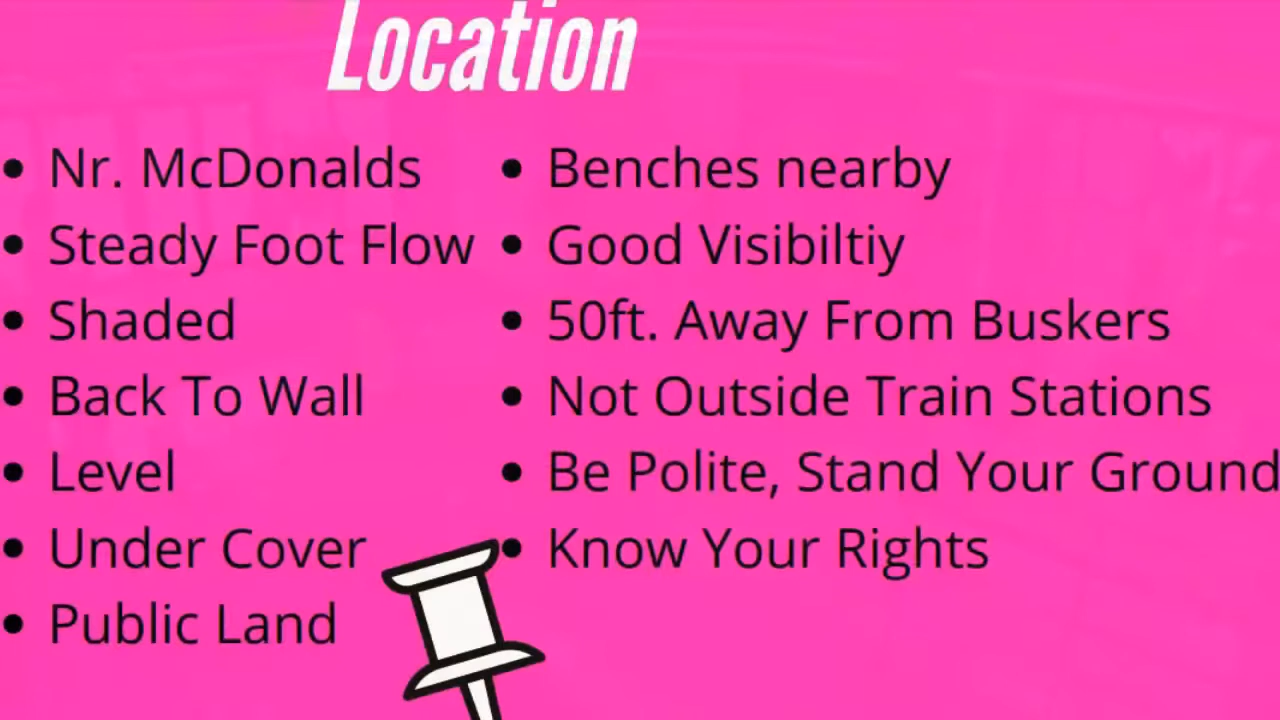 Location
• Nr. McDonalds
• Steady Foot Flow
• Shaded
• Back To Wall
• Level
• Under Cover
• Public Land
• Benches nearby
• Good Visibiltiy
• 50ft. Away From Buskers
• Not Outside Train Stations
• Be Polite, Stand Your Ground
• Know Your Rights